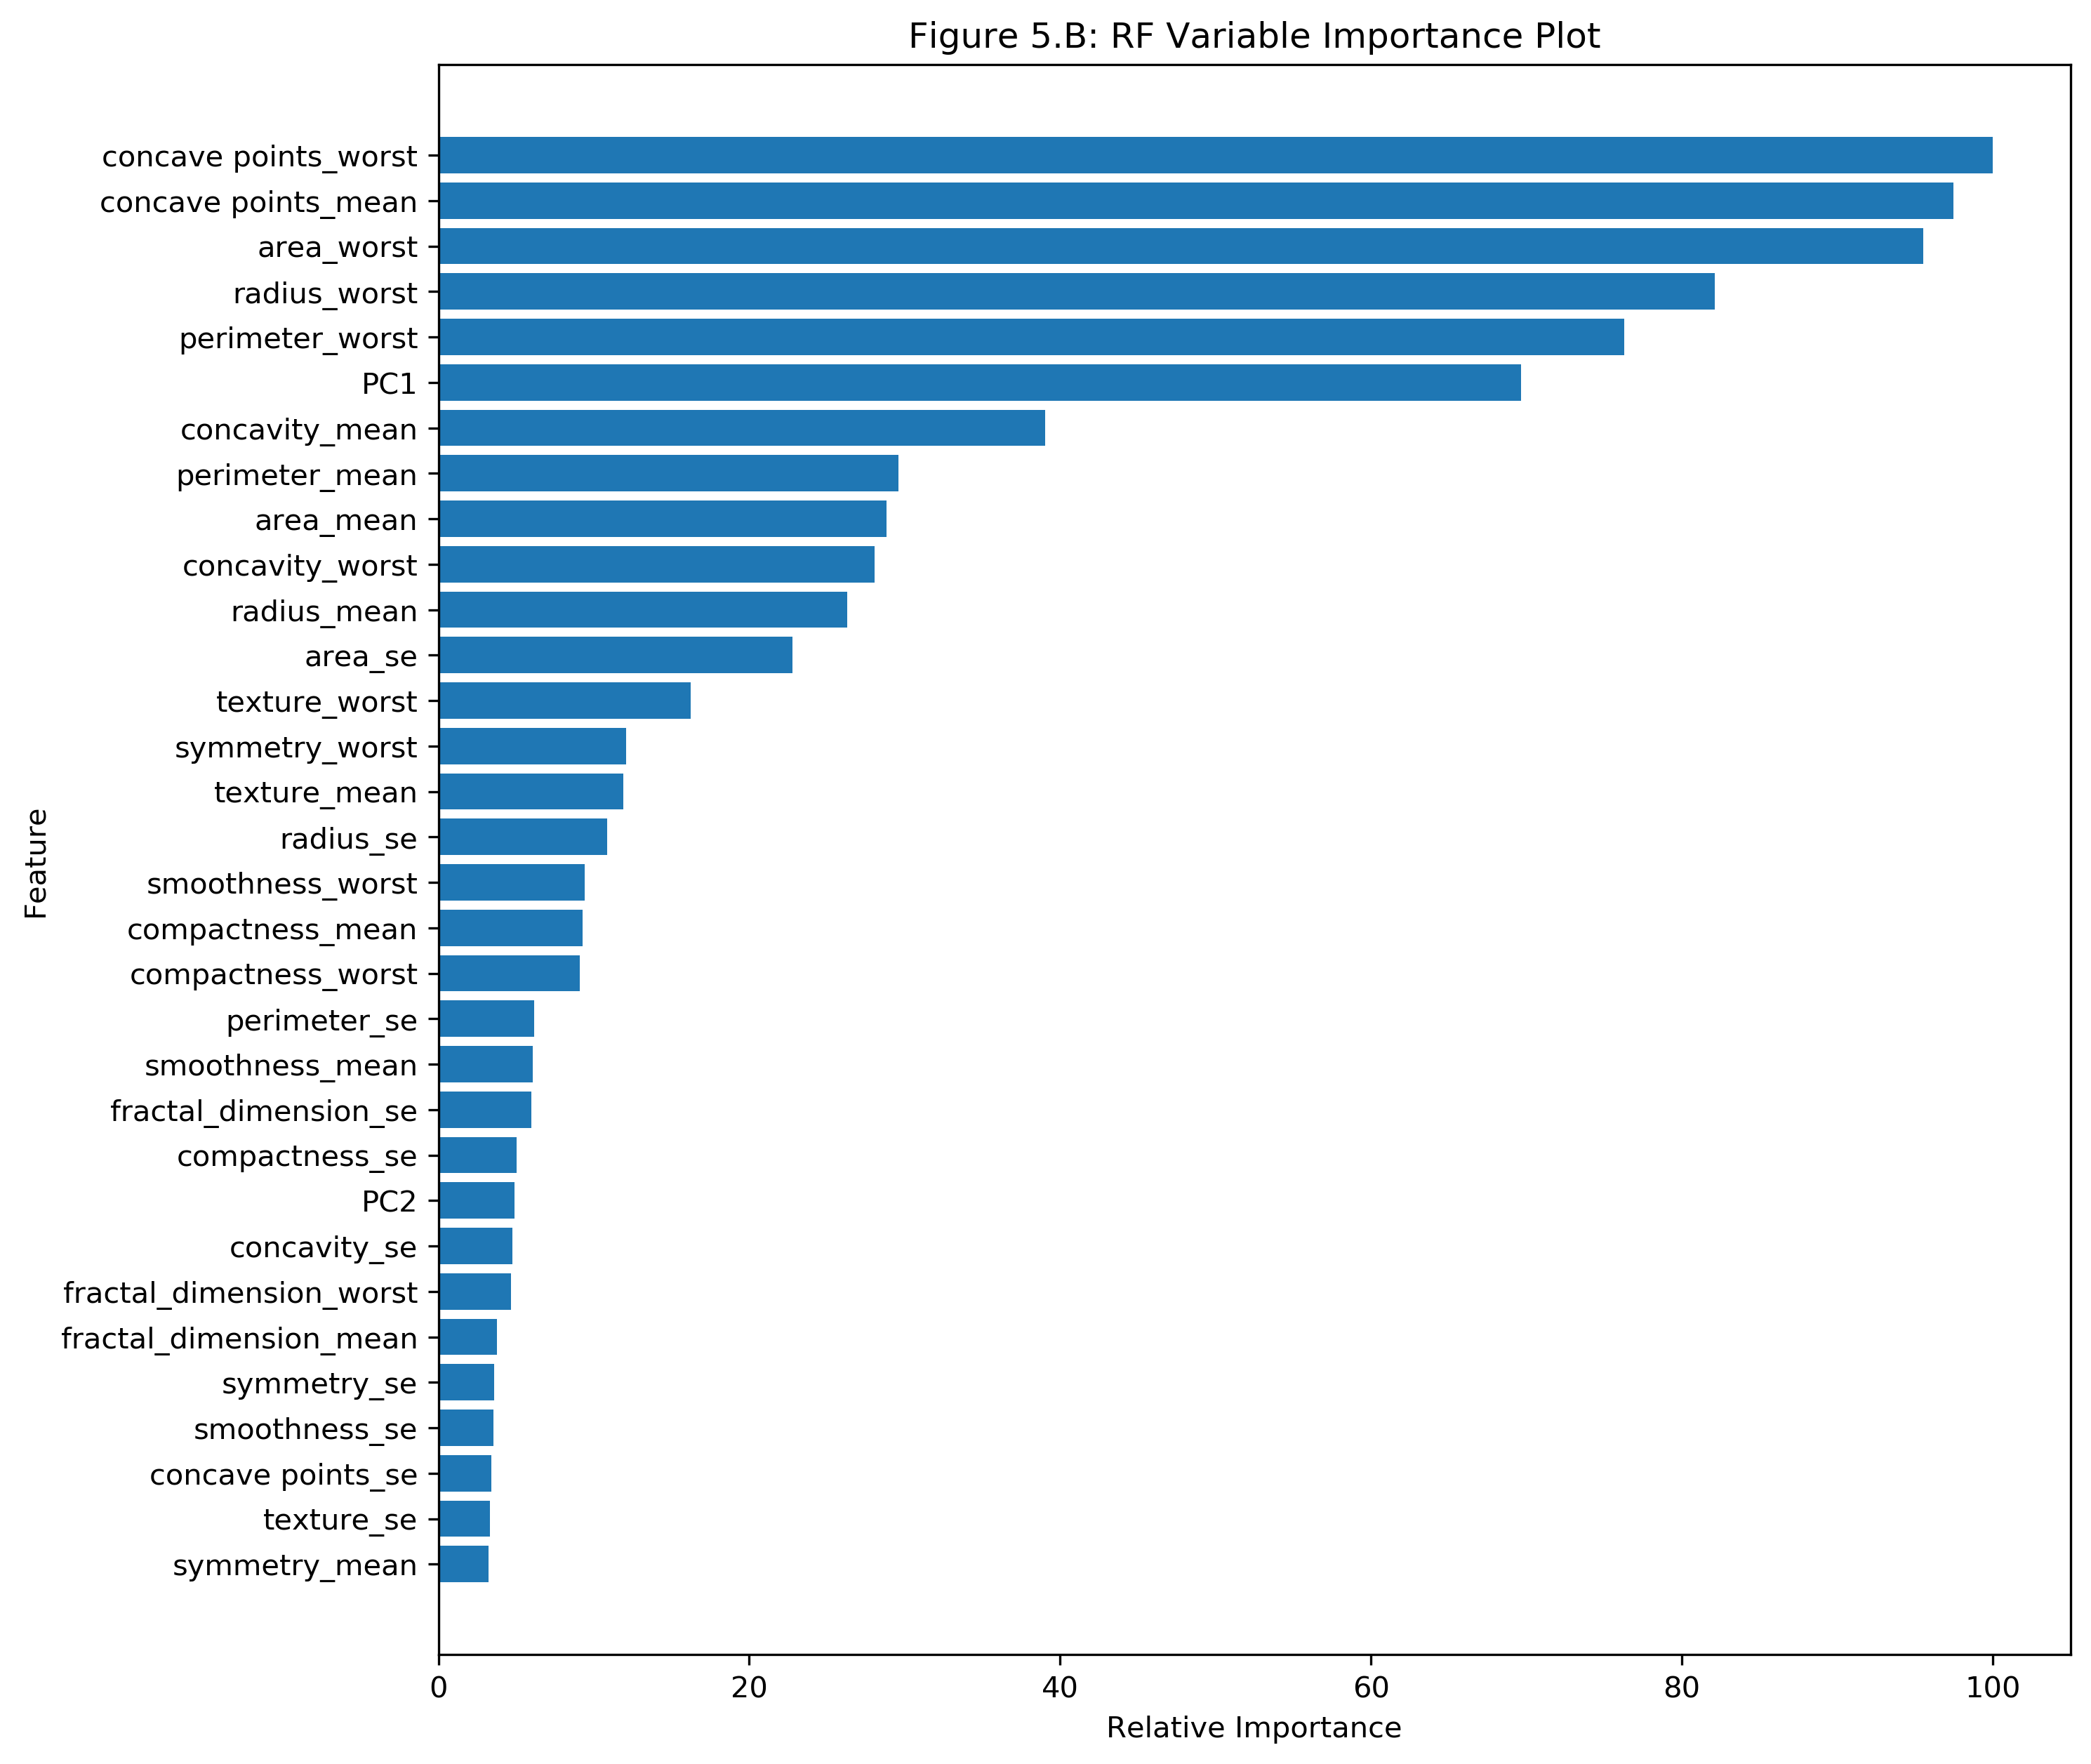 Figure 5.B: RF Variable Importance Plot
concave points_worst
concave points_mean
area_worst
radius_worst
perimeter_worst
PC1
concavity_mean
perimeter_mean
area_mean
concavity_worst
radius_mean
area_se
texture_worst
symmetry_worst
texture_mean
radius_se
smoothness_worst
compactness_mean
compactness_worst
perimeter_se
smoothness_mean
fractal_dimension_se
compactness_se
PC2
concavity_se
fractal_dimension_worst
fractal_dimension_mean
symmetry_se
smoothness_se
concave points_se
texture_se
symmetry_mean
Feature
0 20 40 60 80 100
Relative Importance